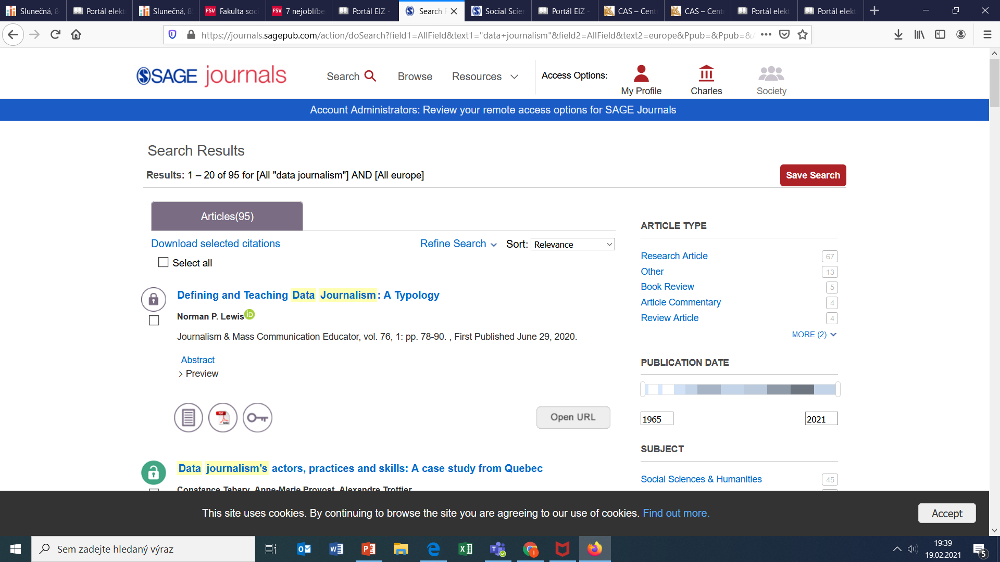 Slunečná, 8
Portál elekt
Slunečná, 8
FSV Fakulta soc
FSV 7 nejoblíbe
Portál EIZ -
Search
Social Scien
Portál EIZ -
CAS – Cent
CAS – Cent
Portál elekt
Portál elekt
https://journals.sagepub.com/action/doSearch?field1=AllField&text1="data+journalism"&field2=AllField&text2=europe&Ppub=&Ppub=&
SAGE journals
Search
Browse
Resources
Access Options:
My Profile
Charles
Society
Account Administrators: Review your remote access options for SAGE Journals
Search Results
Results: 1 – 20 of 95 for [All "data journalism"] AND [All europe]
Save Search
Articles(95)
Download selected citations
Refine Search
Sort: Relevance
Select all
Defining and Teaching Data Journalism: A Typology
Norman P. Lewis iD
Journalism & Mass Communication Educator, vol. 76, 1: pp. 78-90. , First Published June 29, 2020.
Abstract
> Preview
PDF
Open URL
Data journalism's actors, practices and skills: A case study from Quebec
Constance Tabary, Anne-Marie Provost, Alexandre Trottier
ARTICLE TYPE
Research Article 67
Other 13
Book Review 5
Article Commentary 4
Review Article 4
MORE (2)
PUBLICATION DATE
1965 2021
SUBJECT
Social Sciences & Humanities 45
This site uses cookies. By continuing to browse the site you are agreeing to our use of cookies. Find out more.
Accept
Sem zadejte hledaný výraz
19:39
19.02.2021
5